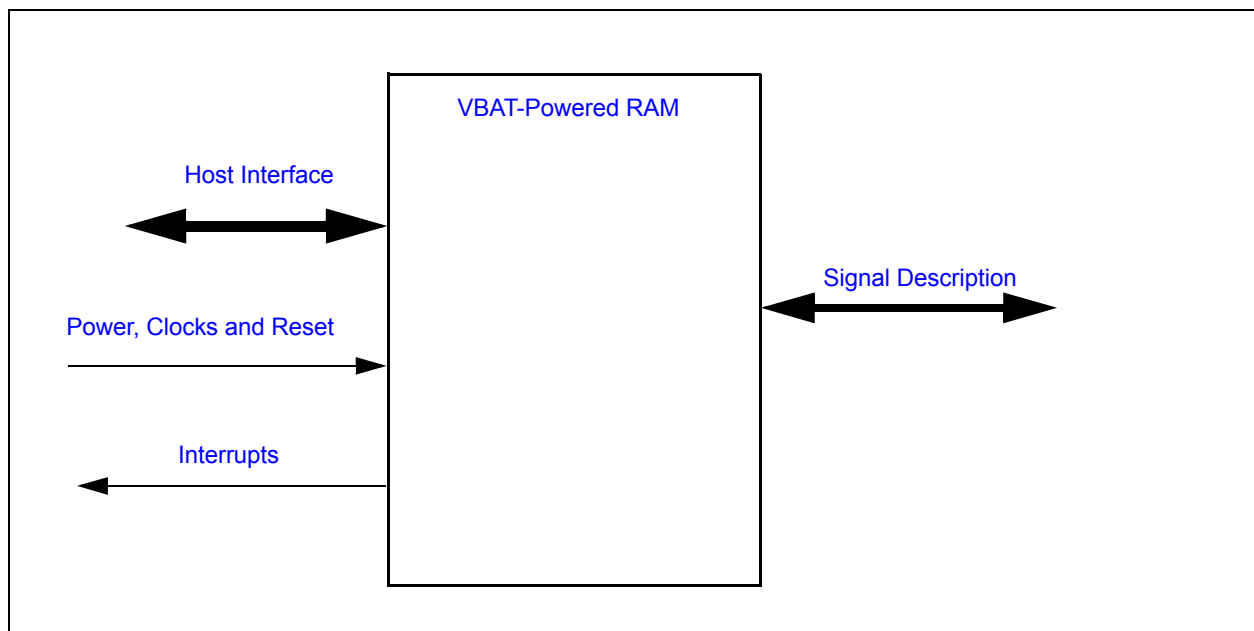 VBAT-Powered RAM
Host Interface
Signal Description
Power, Clocks and Reset
Interrupts